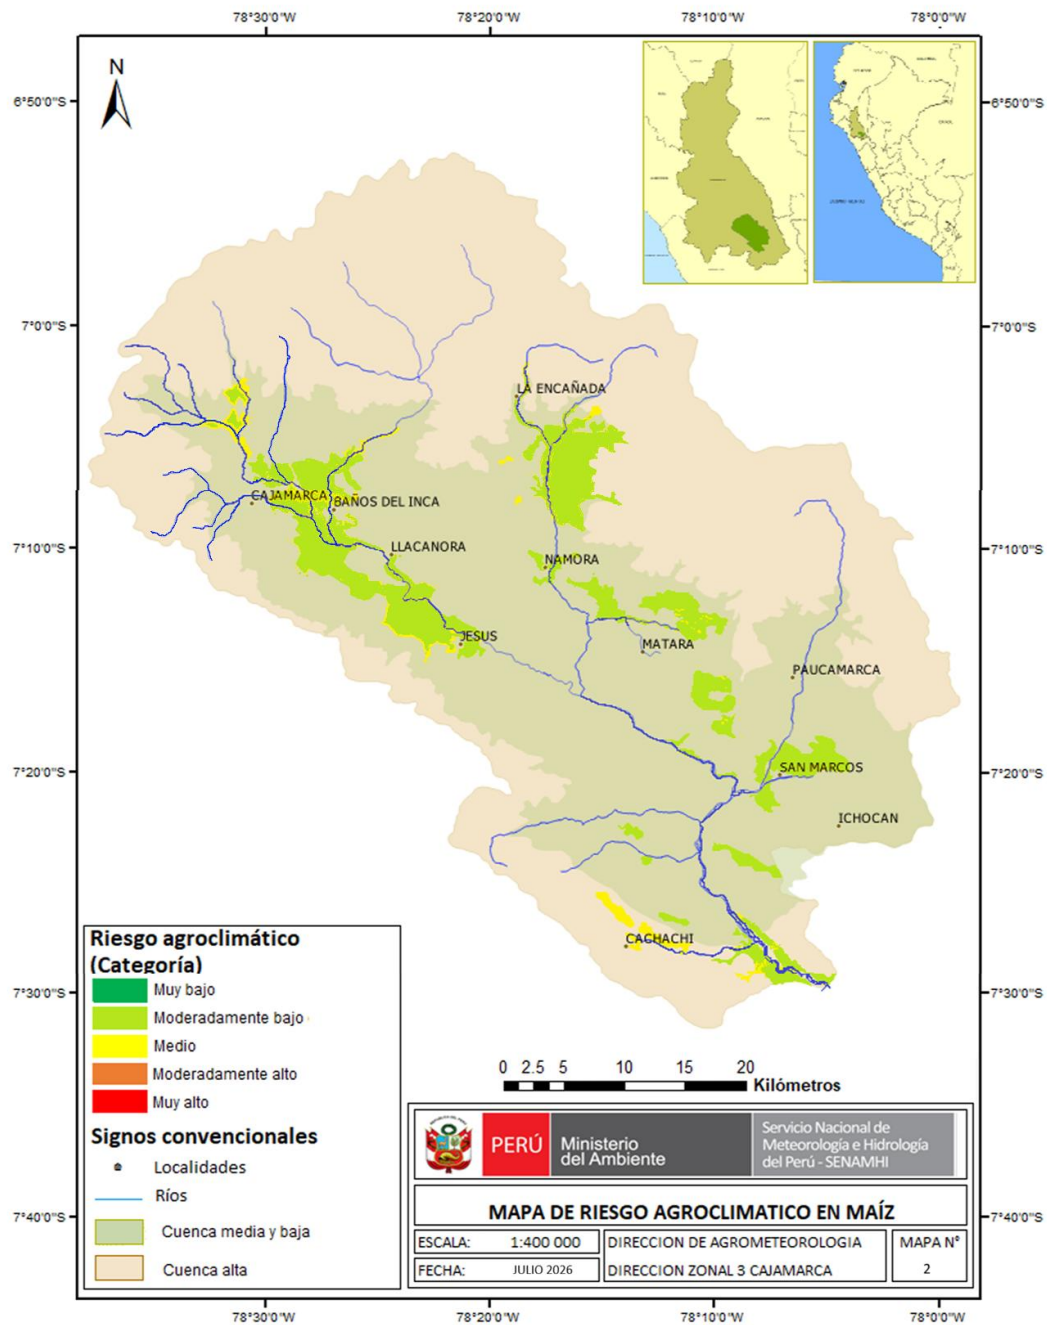 78°30'0"W
78°20'0"W
78°10'0"W
78°0'0"W
N
6°50'0"S
6°50'0"S
7°0'0"S
7°0'0"S
LA ENCAÑADA
CAJAMARCA
BAÑOS DEL INCA
LLACANORA
7°10'0"S
7°10'0"S
NAMORA
JESUS
MATARA
PAUCAMARCA
7°20'0"S
SAN MARCOS
7°20'0"S
ICHOCAN
CACHACHI
7°30'0"S
7°30'0"S
Riesgo agroclimático
(Categoría)
Muy bajo
Moderadamente bajo
Medio
Moderadamente alto
Muy alto
Signos convencionales
Localidades
Ríos
Cuenca media y baja
Cuenca alta
0 2.5 5 10 15 20
Kilómetros
PERÚ
Ministerio
del Ambiente
Servicio Nacional de
Meteorología e Hidrología
del Perú - SENAMHI
MAPA DE RIESGO AGROCLIMATICO EN MAÍZ
ESCALA: 1:400 000
DIRECCION DE AGROMETEOROLOGIA
MAPA N°
FECHA: JULIO 2026
DIRECCION ZONAL 3 CAJAMARCA
2
7°40'0"S
7°40'0"S
78°30'0"W
78°20'0"W
78°10'0"W
78°0'0"W